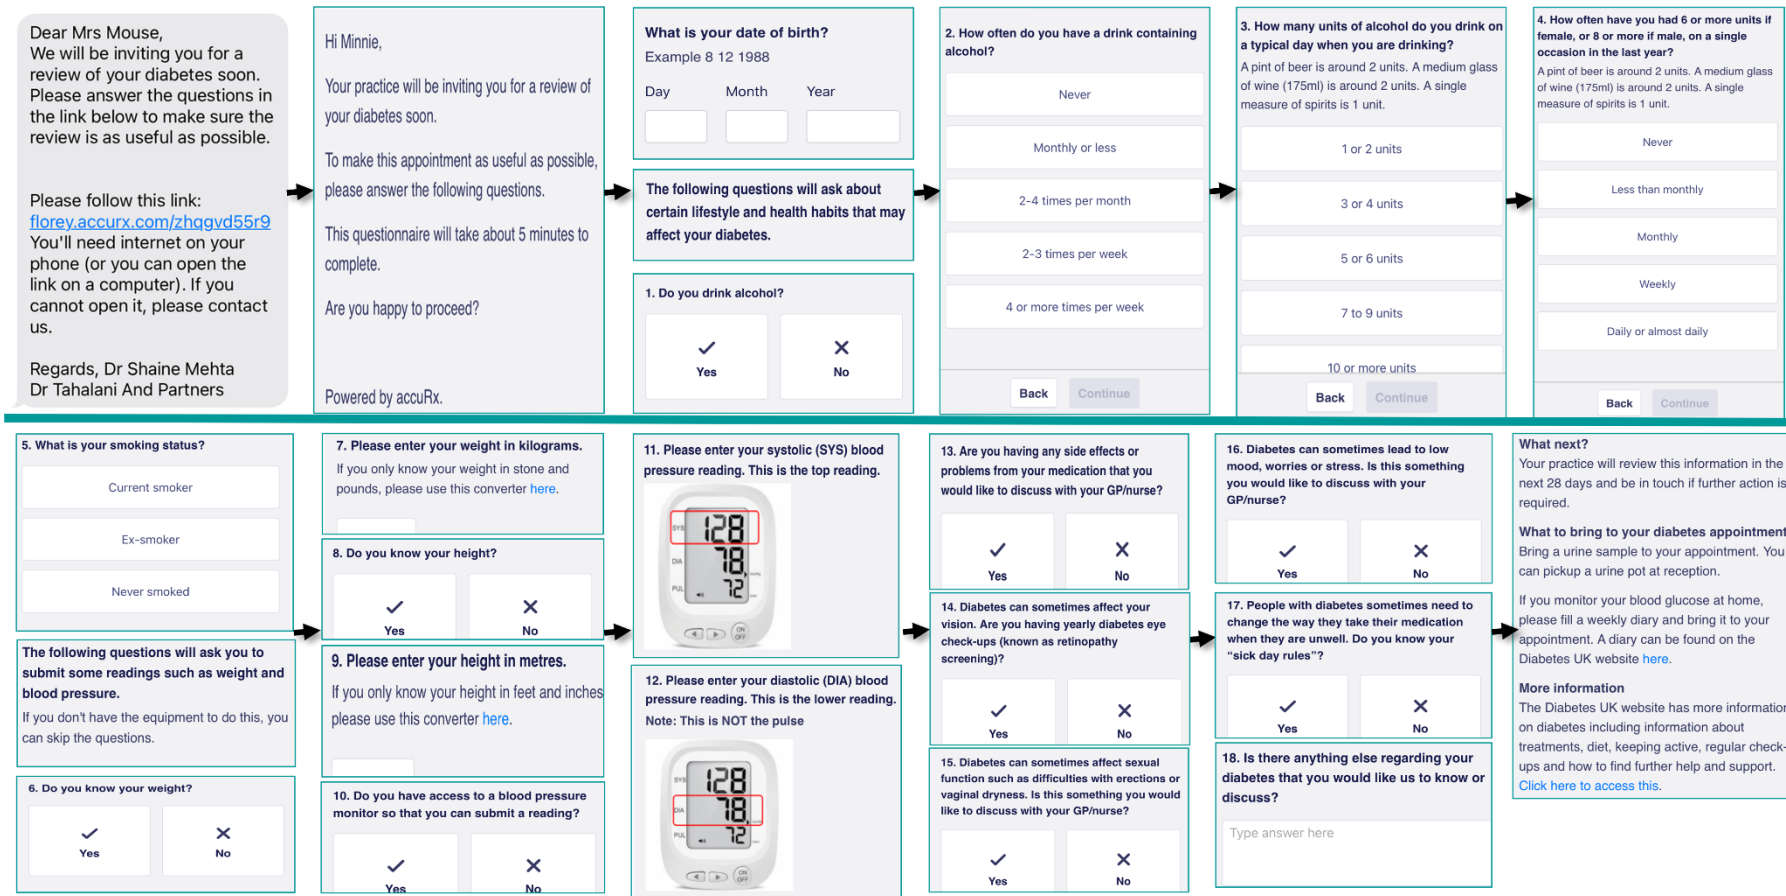 Dear Mrs Mouse,
We will be inviting you for a
review of your diabetes soon.
Please answer the questions in
the link below to make sure the
review is as useful as possible.
Please follow this link:
florey.accurx.com/zhqgvd55r9
You'll need internet on your
phone (or you can open the
link on a computer). If you
cannot open it, please contact
us.
Regards, Dr Shaine Mehta
Dr Tahalani And Partners
Hi Minnie,
Your practice will be inviting you for a review of
your diabetes soon.
To make this appointment as useful as possible,
please answer the following questions.
This questionnaire will take about 5 minutes to
complete.
Are you happy to proceed?
Powered by accuRx.
What is your date of birth?
Example 8 12 1988
Day Month Year
The following questions will ask about
certain lifestyle and health habits that may
affect your diabetes.
1. Do you drink alcohol?
Yes No
2. How often do you have a drink containing
alcohol?
Never
Monthly or less
2-4 times per month
2-3 times per week
4 or more times per week
Back Continue
3. How many units of alcohol do you drink on
a typical day when you are drinking?
A pint of beer is around 2 units. A medium glass
of wine (175ml) is around 2 units. A single
measure of spirits is 1 unit.
1 or 2 units
3 or 4 units
5 or 6 units
7 to 9 units
10 or more units
Back Continue
4. How often have you had 6 or more units if
female, or 8 or more if male, on a single
occasion in the last year?
A pint of beer is around 2 units. A medium glass
of wine (175ml) is around 2 units. A single
measure of spirits is 1 unit.
Never
Less than monthly
Monthly
Weekly
Daily or almost daily
Back Continue
5. What is your smoking status?
Current smoker
Ex-smoker
Never smoked
The following questions will ask you to
submit some readings such as weight and
blood pressure.
If you don't have the equipment to do this, you
can skip the questions.
6. Do you know your weight?
Yes No
7. Please enter your weight in kilograms.
If you only know your weight in stone and
pounds, please use this converter here.
8. Do you know your height?
Yes No
9. Please enter your height in metres.
If you only know your height in feet and inches
please use this converter here.
10. Do you have access to a blood pressure
monitor so that you can submit a reading?
Yes No
11. Please enter your systolic (SYS) blood
pressure reading. This is the top reading.
SYS 128
DIA 78
PUL 72
ON
OFF
12. Please enter your diastolic (DIA) blood
pressure reading. This is the lower reading.
Note: This is NOT the pulse
SYS 128
DIA 78
PUL 72
ON
OFF
13. Are you having any side effects or
problems from your medication that you
would like to discuss with your GP/nurse?
Yes No
14. Diabetes can sometimes affect your
vision. Are you having yearly diabetes eye
check-ups (known as retinopathy
screening)?
Yes No
15. Diabetes can sometimes affect sexual
function such as difficulties with erections or
vaginal dryness. Is this something you would
like to discuss with your GP/nurse?
Yes No
16. Diabetes can sometimes lead to low
mood, worries or stress. Is this something
you would like to discuss with your
GP/nurse?
Yes No
17. People with diabetes sometimes need to
change the way they take their medication
when they are unwell. Do you know your
“sick day rules”?
Yes No
18. Is there anything else regarding your
diabetes that you would like us to know or
discuss?
Type answer here
What next?
Your practice will review this information in the
next 28 days and be in touch if further action is
required.
What to bring to your diabetes appointment
Bring a urine sample to your appointment. You
can pickup a urine pot at reception.
If you monitor your blood glucose at home,
please fill a weekly diary and bring it to your
appointment. A diary can be found on the
Diabetes UK website here.
More information
The Diabetes UK website has more information
on diabetes including information about
treatments, diet, keeping active, regular check-
ups and how to find further help and support.
Click here to access this.